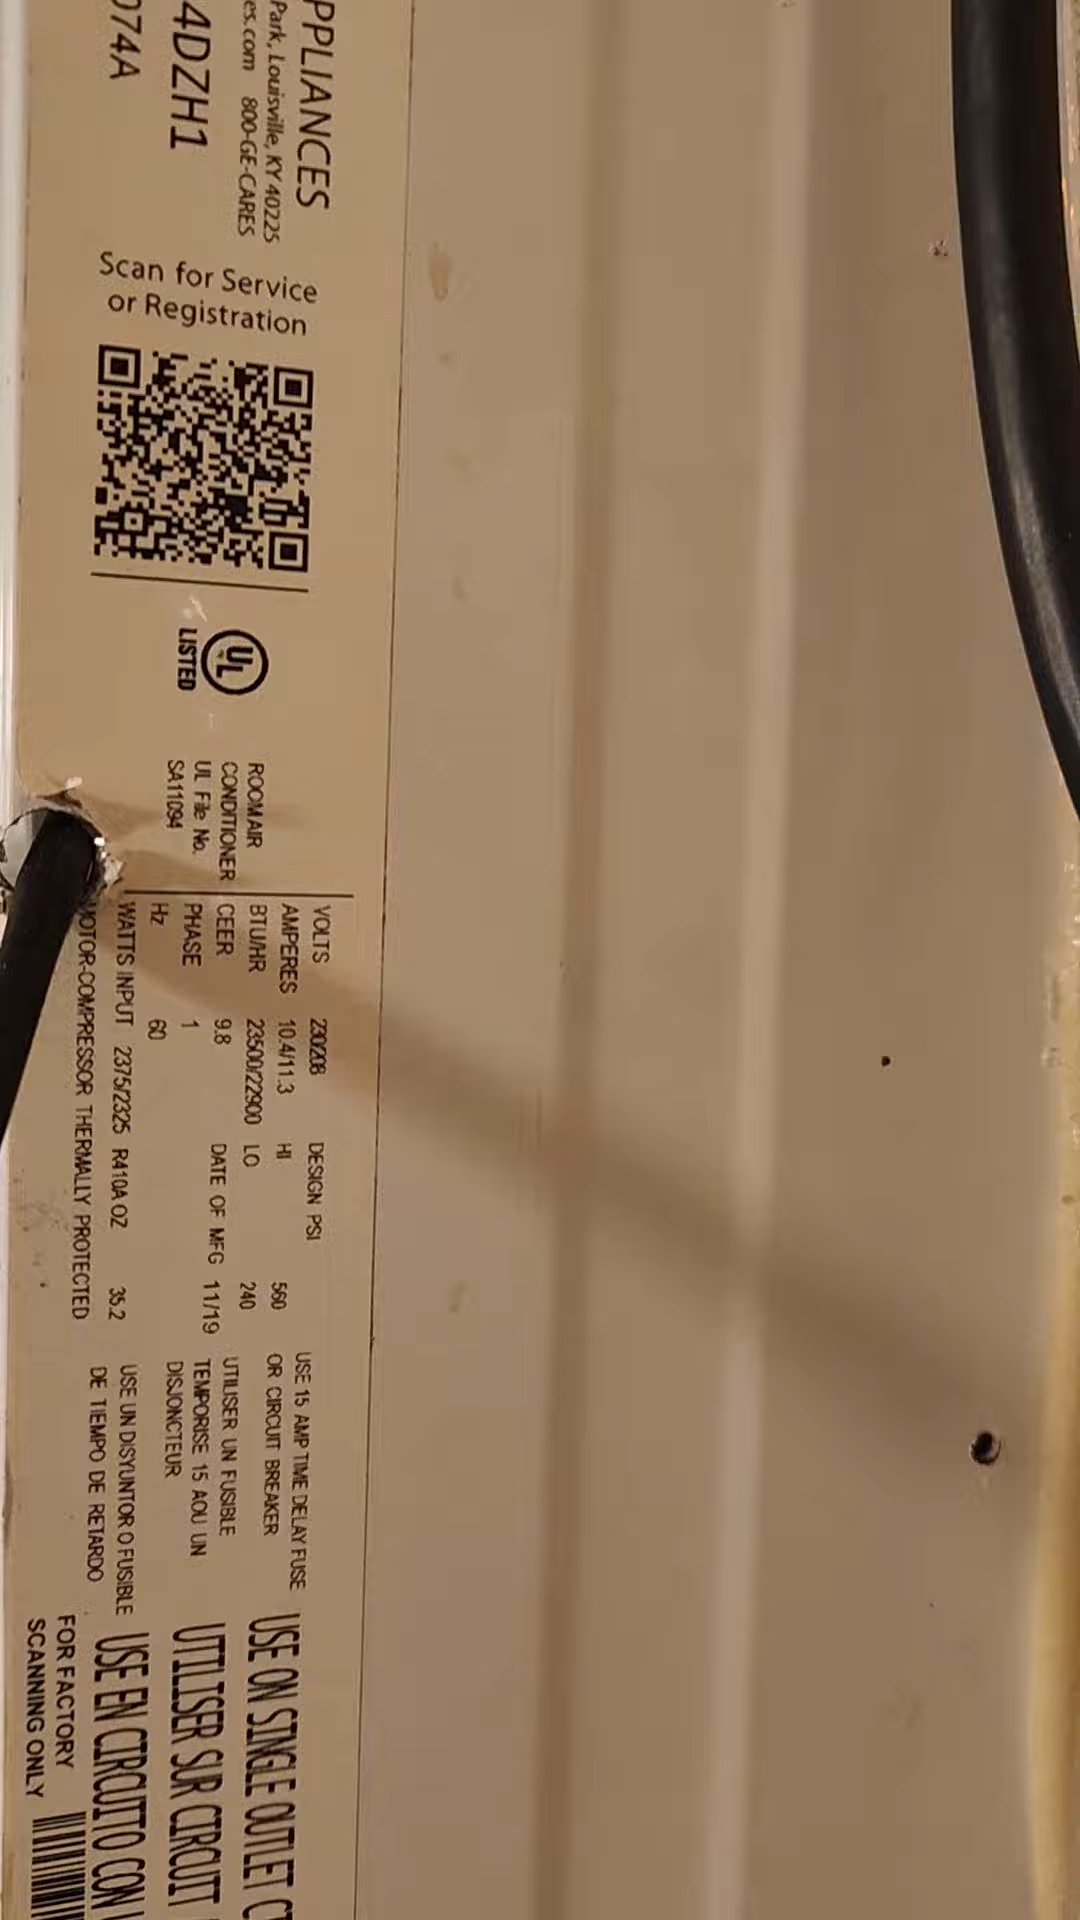 PPLIANCES
Park, Louisville, KY 40225
es.com 800-GE-CARES
4DZH1
074A
Scan for Service
or Registration
UL
LISTED
ROOM AIR
CONDITIONER
UL File No.
SA11094
VOLTS 230/208
AMPERES 10.4/11.3
BTU/HR 23500/22900
CEER 9.8
PHASE 1
Hz 60
WATTS INPUT 2375/2325 R410A OZ 35.2
MOTOR-COMPRESSOR THERMALLY PROTECTED
DESIGN PSI
HI 560
LO 240
DATE OF MFG 11/19
USE 15 AMP TIME DELAY FUSE
OR CIRCUIT BREAKER
UTILISER UN FUSIBLE
TEMPORISE 15 AOU UN
DISJONCTEUR
USE UN DISYUNTOR O FUSIBLE
DE TIEMPO DE RETARDO
USE ON SINGLE OUTLET C
UTILISER SUR CIRCUIT
USE EN CIRCUITO CON
FOR FACTORY
SCANNING ONLY